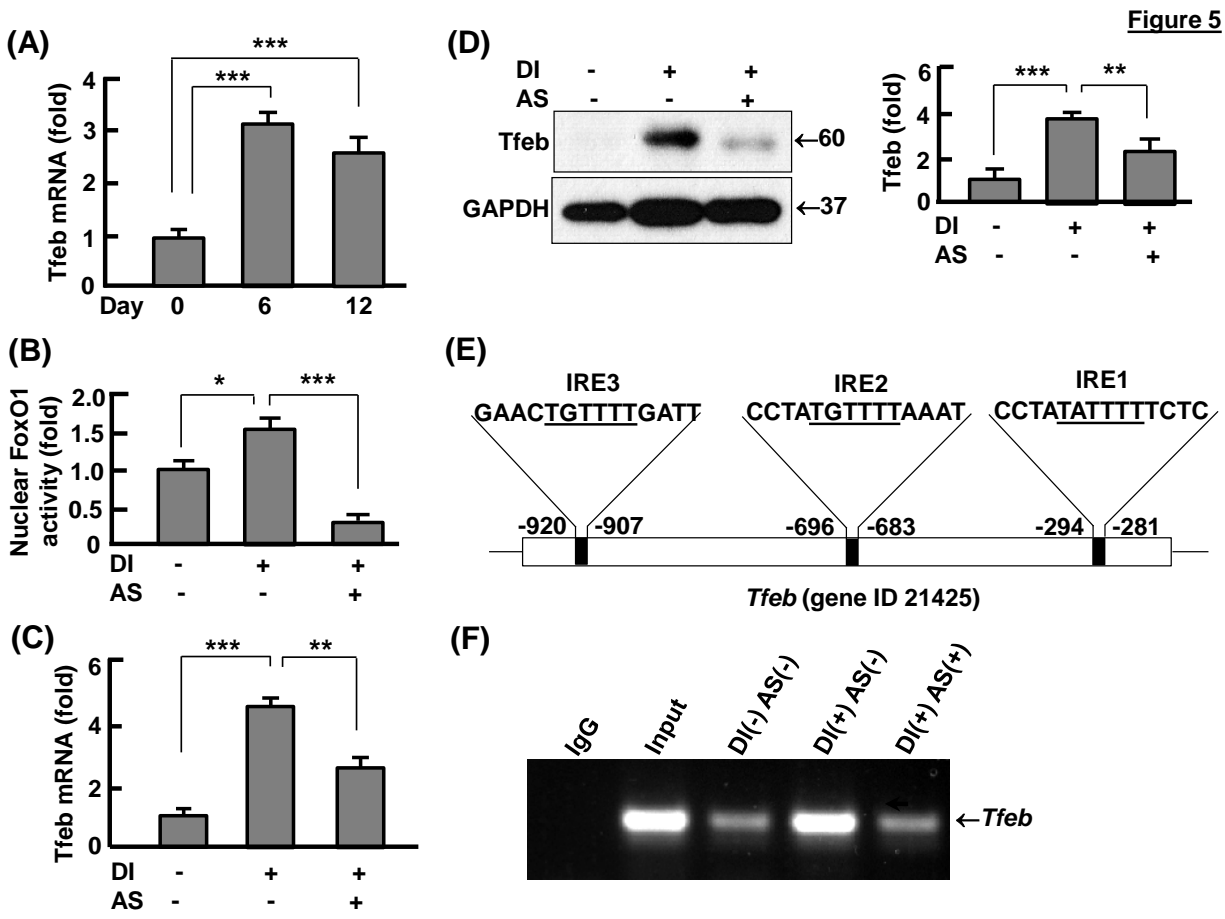 Figure 5
(A)
***
***
Tfeb mRNA (fold)
4
3
2
1
0
Day 0 6 12
(B)
* ***
Nuclear FoxO1
activity (fold)
2.0
1.5
1.0
0.5
0
DI - + +
AS - - +
(C)
*** **
Tfeb mRNA (fold)
6
4
2
0
DI - + +
AS - - +
(D)
DI - + +
AS - - +
Tfeb ←60
GAPDH ←37
*** **
Tfeb (fold)
6
4
2
0
DI - + +
AS - - +
(E)
IRE3 IRE2 IRE1
GAACTGTTTTGATT CCTATGTTTTAAAT CCTATATTTTTCTC
-920 -907 -696 -683 -294 -281
Tfeb (gene ID 21425)
(F)
IgG Input DI(-) AS(-) DI(+) AS(-) DI(+) AS(+)
←Tfeb